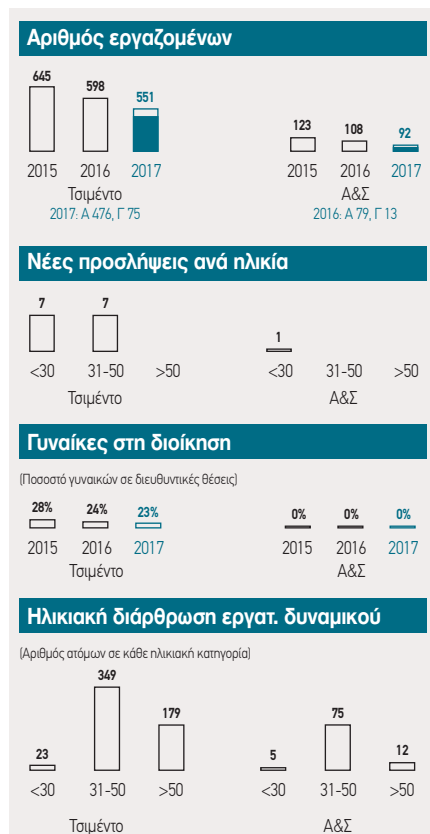 Αριθμός εργαζομένων
645 598 551 123 108 92
2015 2016 2017 2015 2016 2017
Τσιμέντο Α&Σ
2017: Α 476, Γ 75 2016: Α 79, Γ 13
Νέες προσλήψεις ανά ηλικία
7 7 1
<30 31-50 >50 <30 31-50 >50
Τσιμέντο Α&Σ
Γυναίκες στη διοίκηση
(Ποσοστό γυναικών σε διευθυντικές θέσεις)
28% 24% 23% 0% 0% 0%
2015 2016 2017 2015 2016 2017
Τσιμέντο Α&Σ
Ηλικιακή διάρθρωση εργατ. δυναμικού
(Αριθμός ατόμων σε κάθε ηλικιακή κατηγορία)
23 349 179 5 75 12
<30 31-50 >50 <30 31-50 >50
Τσιμέντο Α&Σ